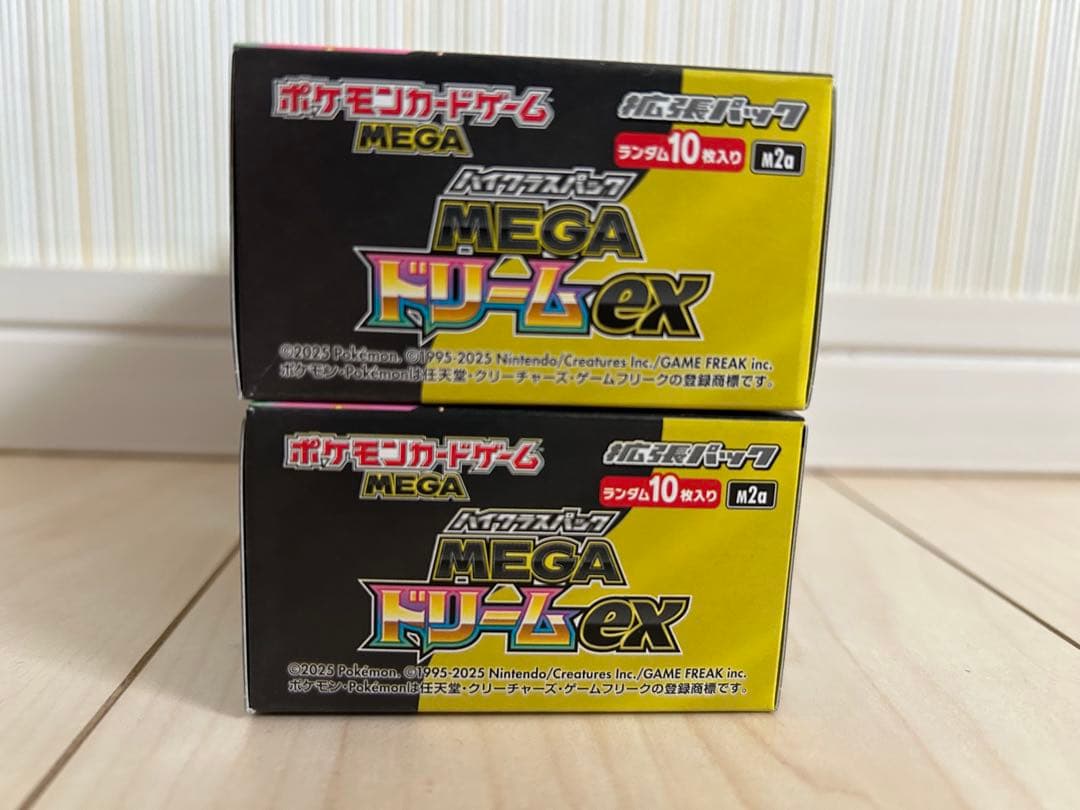 ポケモンカードゲーム
MEGA
拡張パック
ランダム10枚入り
M2a
ハイクラスパック
MEGA
ドリームex
©2025 Pokémon. ©1995-2025 Nintendo/Creatures Inc./GAME FREAK inc.
ポケモン・Pokémonは任天堂・クリーチャーズ・ゲームフリークの登録商標です。
ポケモンカードゲーム
MEGA
拡張パック
ランダム10枚入り
M2a
ハイクラスパック
MEGA
ドリームex
©2025 Pokémon. ©1995-2025 Nintendo/Creatures Inc./GAME FREAK inc.
ポケモン・Pokémonは任天堂・クリーチャーズ・ゲームフリークの登録商標です。